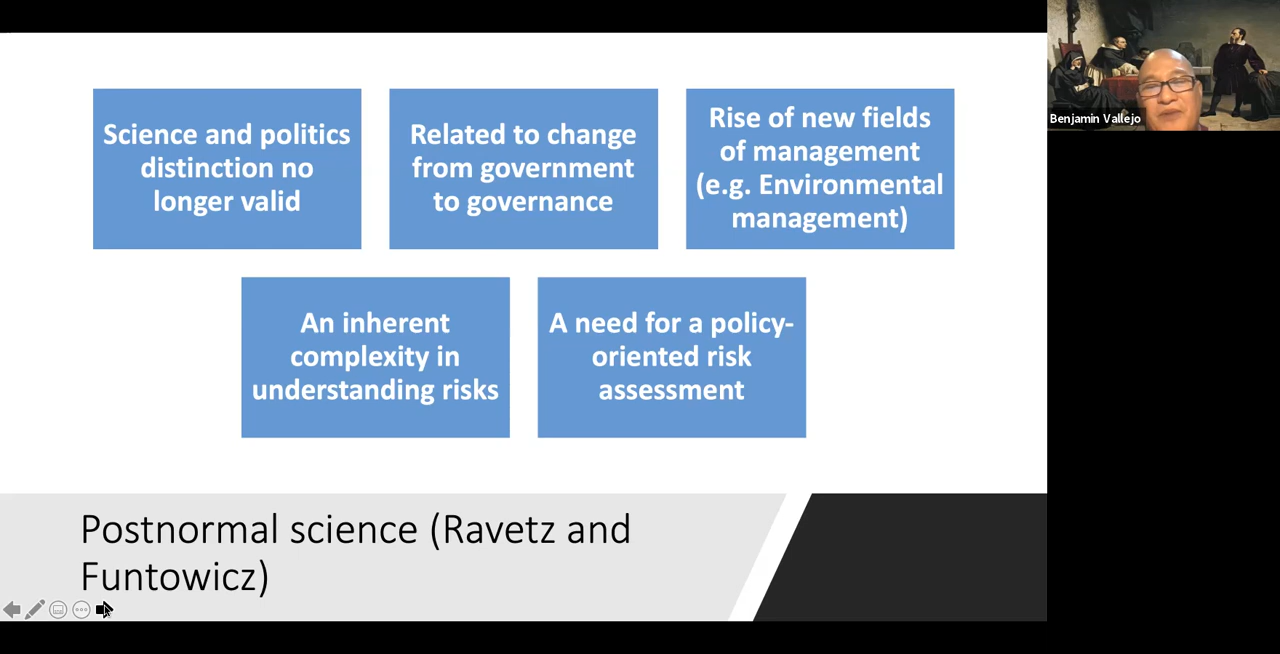 Science and politics
distinction no
longer valid
Related to change
from government
to governance
Rise of new fields
of management
(e.g. Environmental
management)
An inherent
complexity in
understanding risks
A need for a policy-
oriented risk
assessment
Postnormal science (Ravetz and
Funtowicz)
Benjamin Vallejo